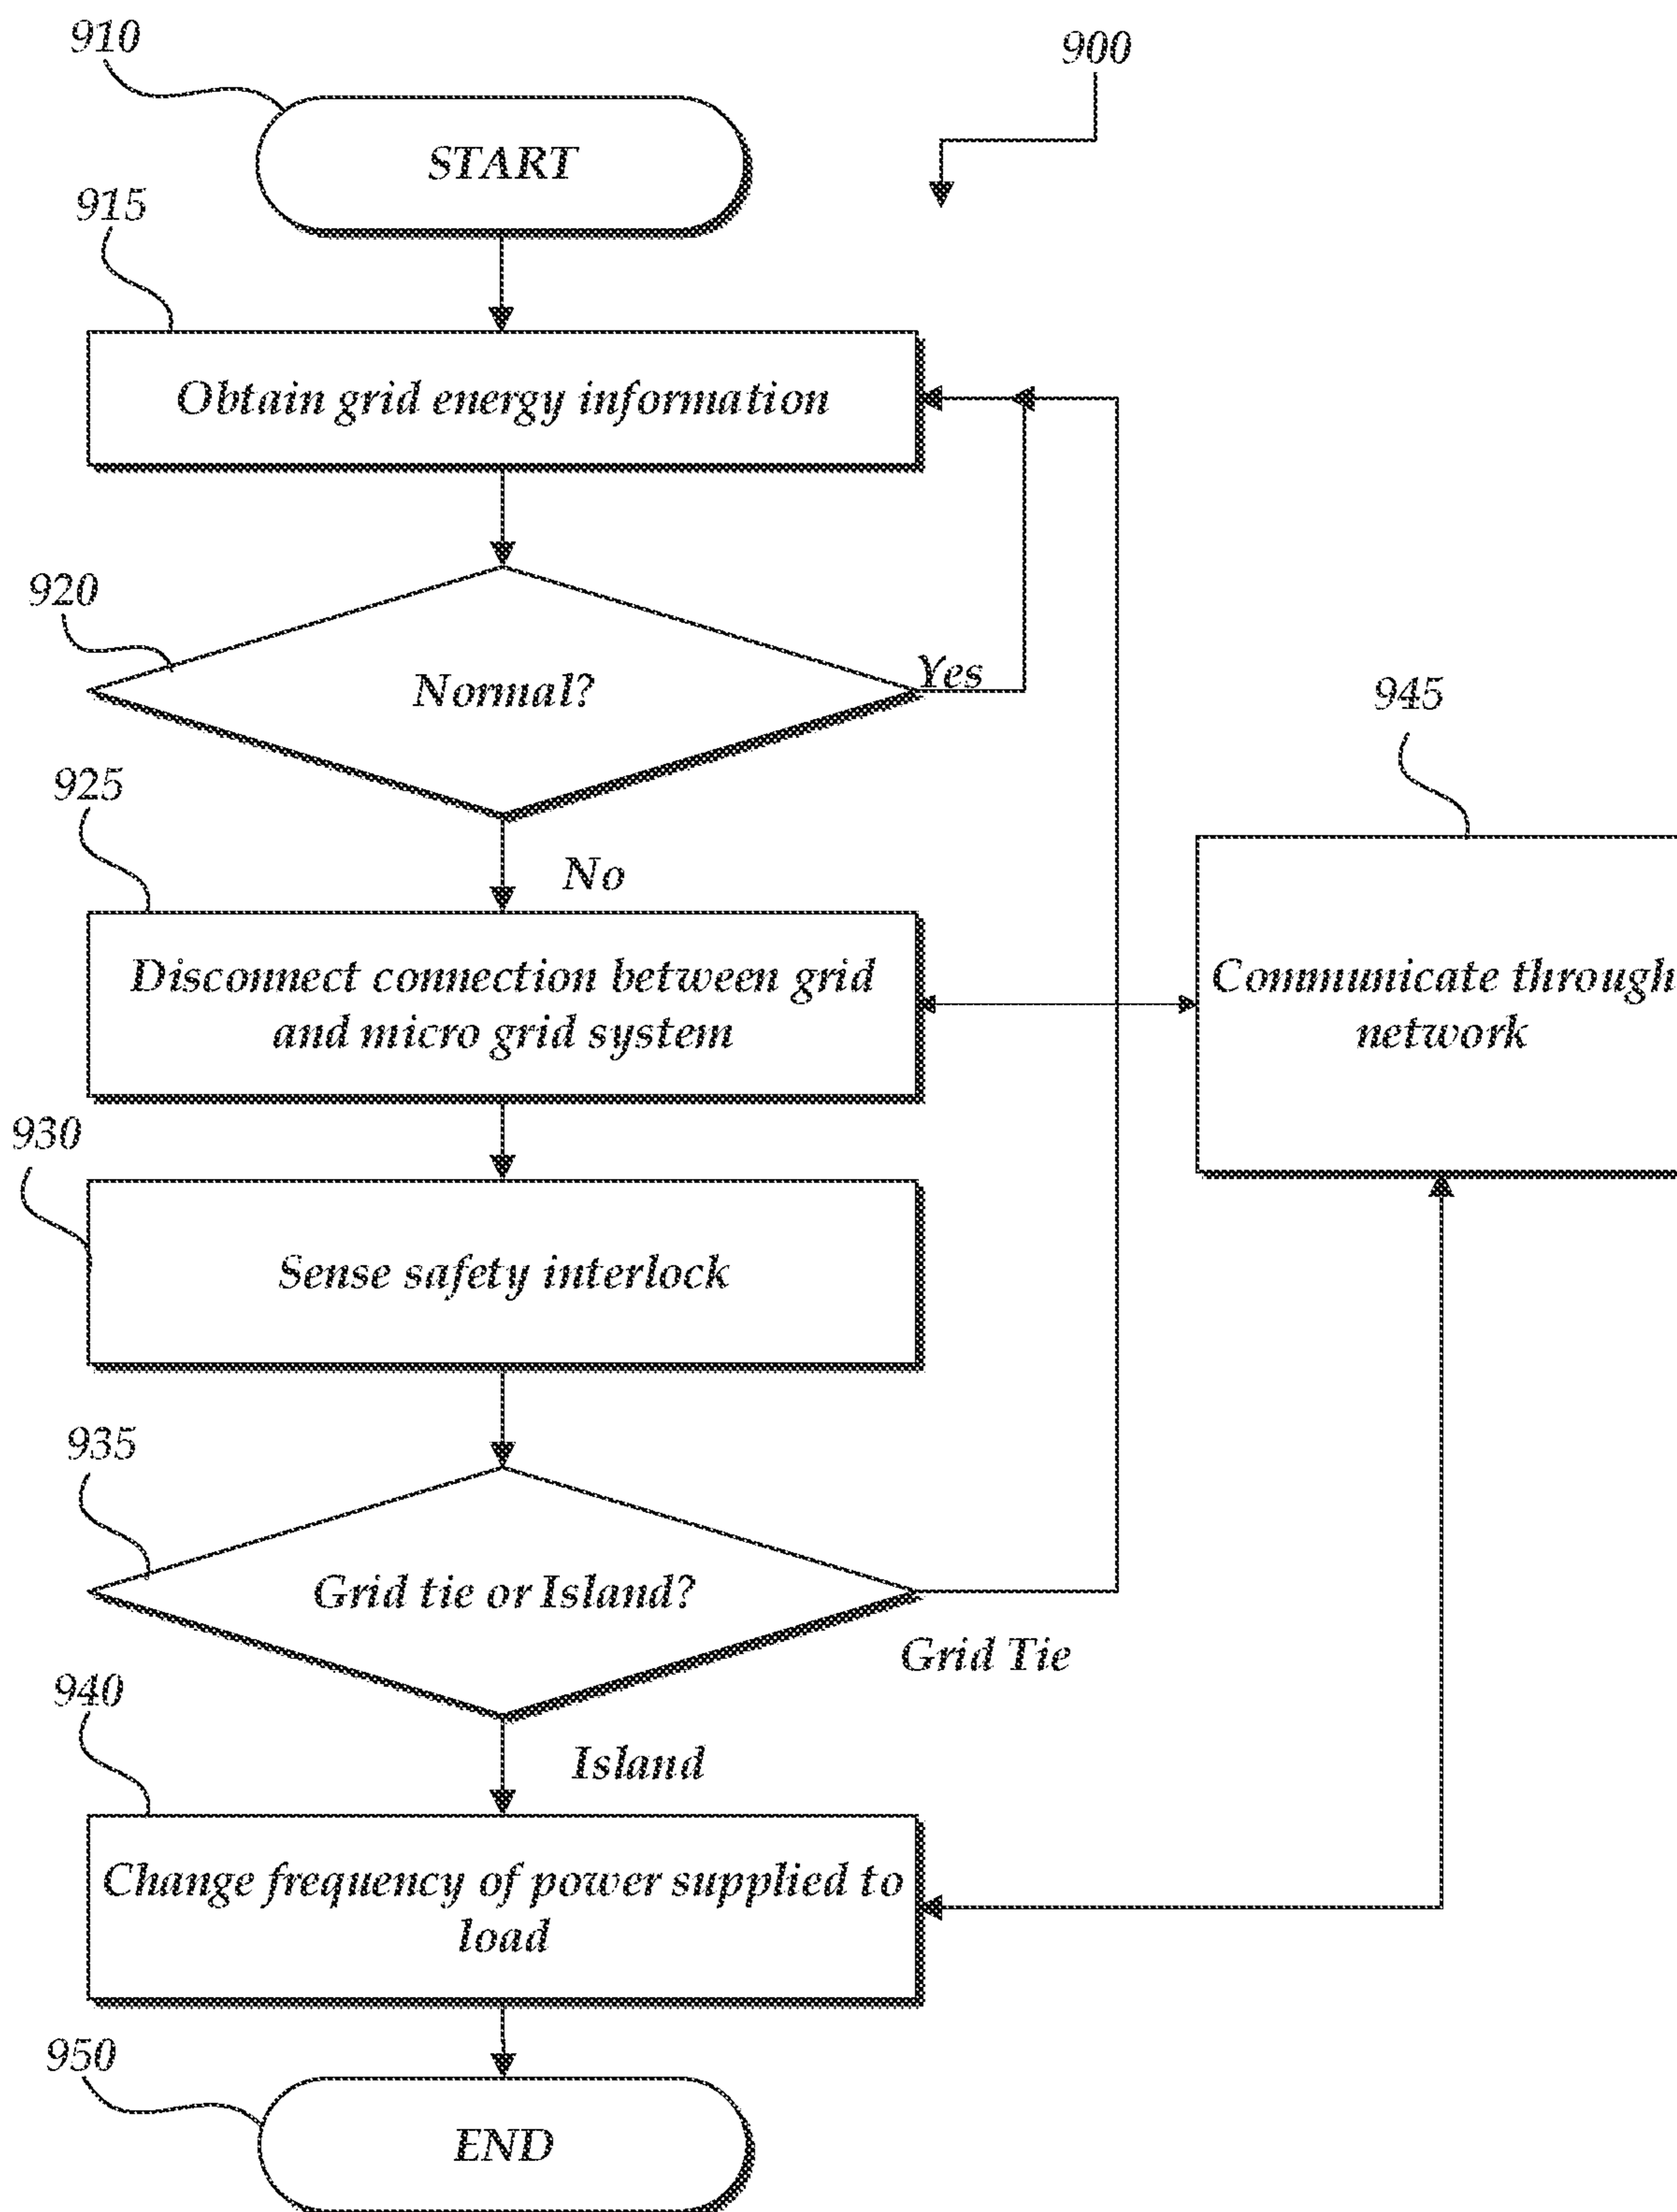 910
900
START
915
Obtain grid energy information
920
Normal?
Yes
945
925
No
Disconnect connection between grid
and micro grid system
Communicate through
network
930
Sense safety interlock
935
Grid tie or Island?
Grid Tie
940
Island
Change frequency of power supplied to
load
950
END